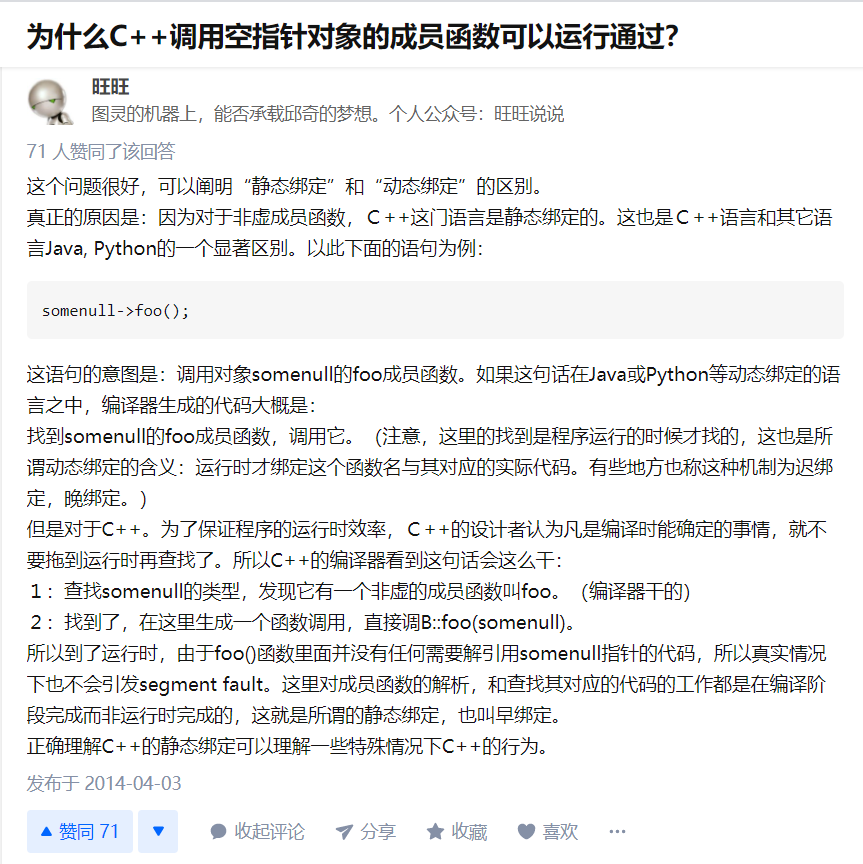 为什么C++调用空指针对象的成员函数可以运行通过？
旺旺
图灵的机器上，能否承载邱奇的梦想。个人公众号：旺旺说说
71 人赞同了该回答
这个问题很好，可以阐明“静态绑定”和“动态绑定”的区别。
真正的原因是：因为对于非虚成员函数，Ｃ++这门语言是静态绑定的。这也是Ｃ++语言和其它语
言Java, Python的一个显著区别。以此下面的语句为例：
somenull->foo();
这语句的意图是：调用对象somenull的foo成员函数。如果这句话在Java或Python等动态绑定的语
言之中，编译器生成的代码大概是：
找到somenull的foo成员函数，调用它。（注意，这里的找到是程序运行的时候才找的，这也是所
谓动态绑定的含义：运行时才绑定这个函数名与其对应的实际代码。有些地方也称这种机制为迟绑
定，晚绑定。）
但是对于C++。为了保证程序的运行时效率，Ｃ++的设计者认为凡是编译时能确定的事情，就不
要拖到运行时再查找了。所以C++的编译器看到这句话会这么干：
１：查找somenull的类型，发现它有一个非虚的成员函数叫foo。（编译器干的）
２：找到了，在这里生成一个函数调用，直接调B::foo(somenull)。
所以到了运行时，由于foo()函数里面并没有任何需要解引用somenull指针的代码，所以真实情况
下也不会引发segment fault。这里对成员函数的解析，和查找其对应的代码的工作都是在编译阶
段完成而非运行时完成的，这就是所谓的静态绑定，也叫早绑定。
正确理解C++的静态绑定可以理解一些特殊情况下C++的行为。
发布于 2014-04-03
赞同 71 收起评论 分享 收藏 喜欢